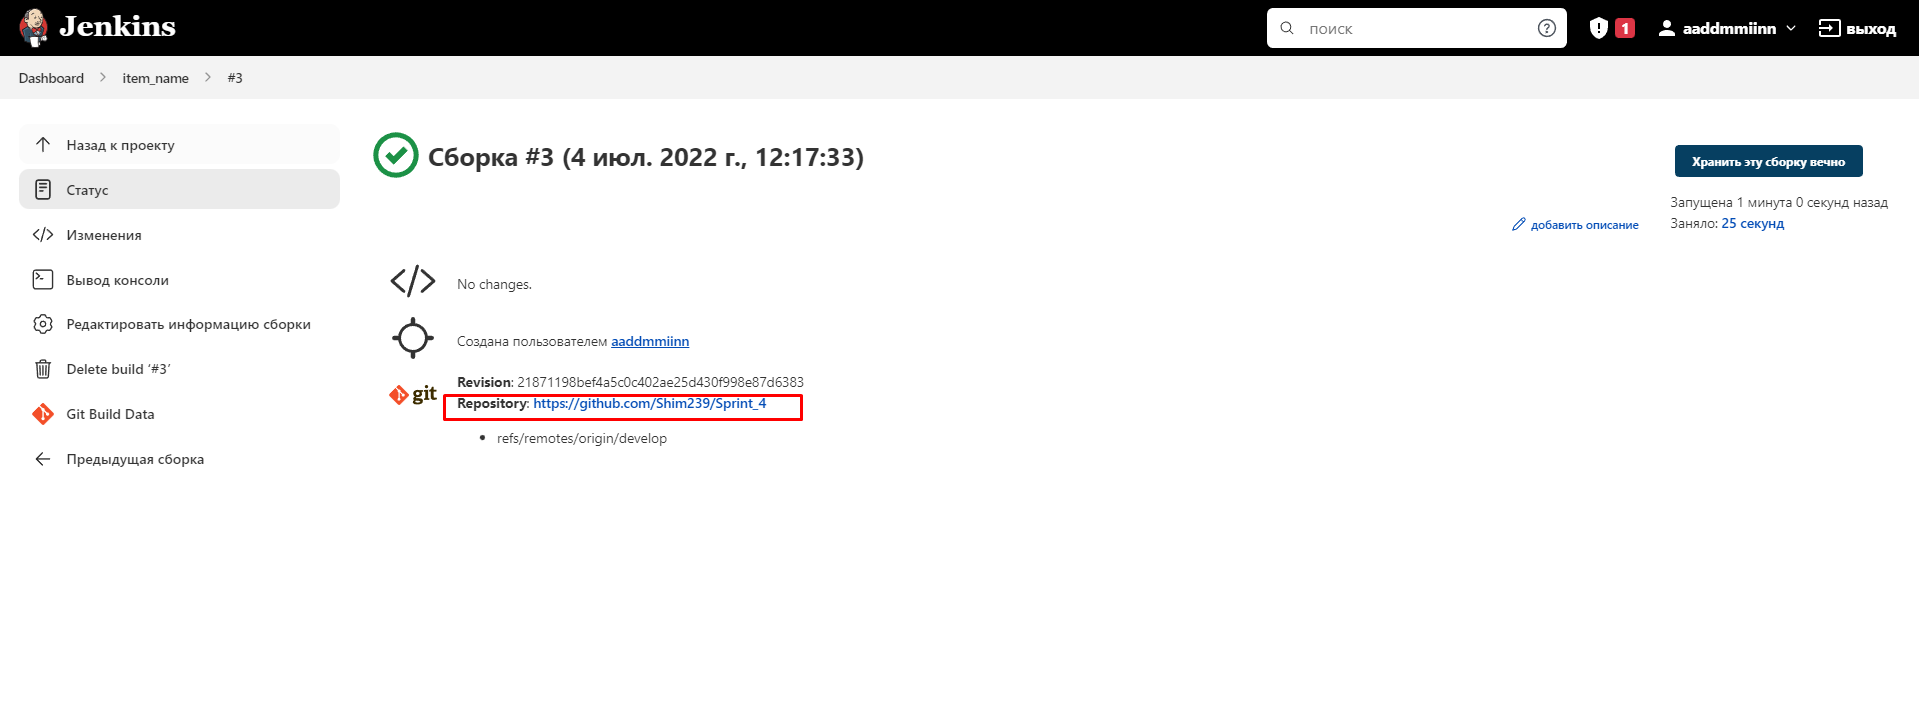 Jenkins
поиск
1
aaddmmiinn
выход
Dashboard
item_name
#3
Назад к проекту
Статус
Изменения
Вывод консоли
Редактировать информацию сборки
Delete build ‘#3’
Git Build Data
Предыдущая сборка
Сборка #3 (4 июл. 2022 г., 12:17:33)
Хранить эту сборку вечно
Запущена 1 минута 0 секунд назад
Заняло: 25 секунд
добавить описание
No changes.
Создана пользователем aaddmmiinn
git
Revision: 21871198bef4a5c0c402ae25d430f998e87d6383
Repository: https://github.com/Shim239/Sprint_4
refs/remotes/origin/develop